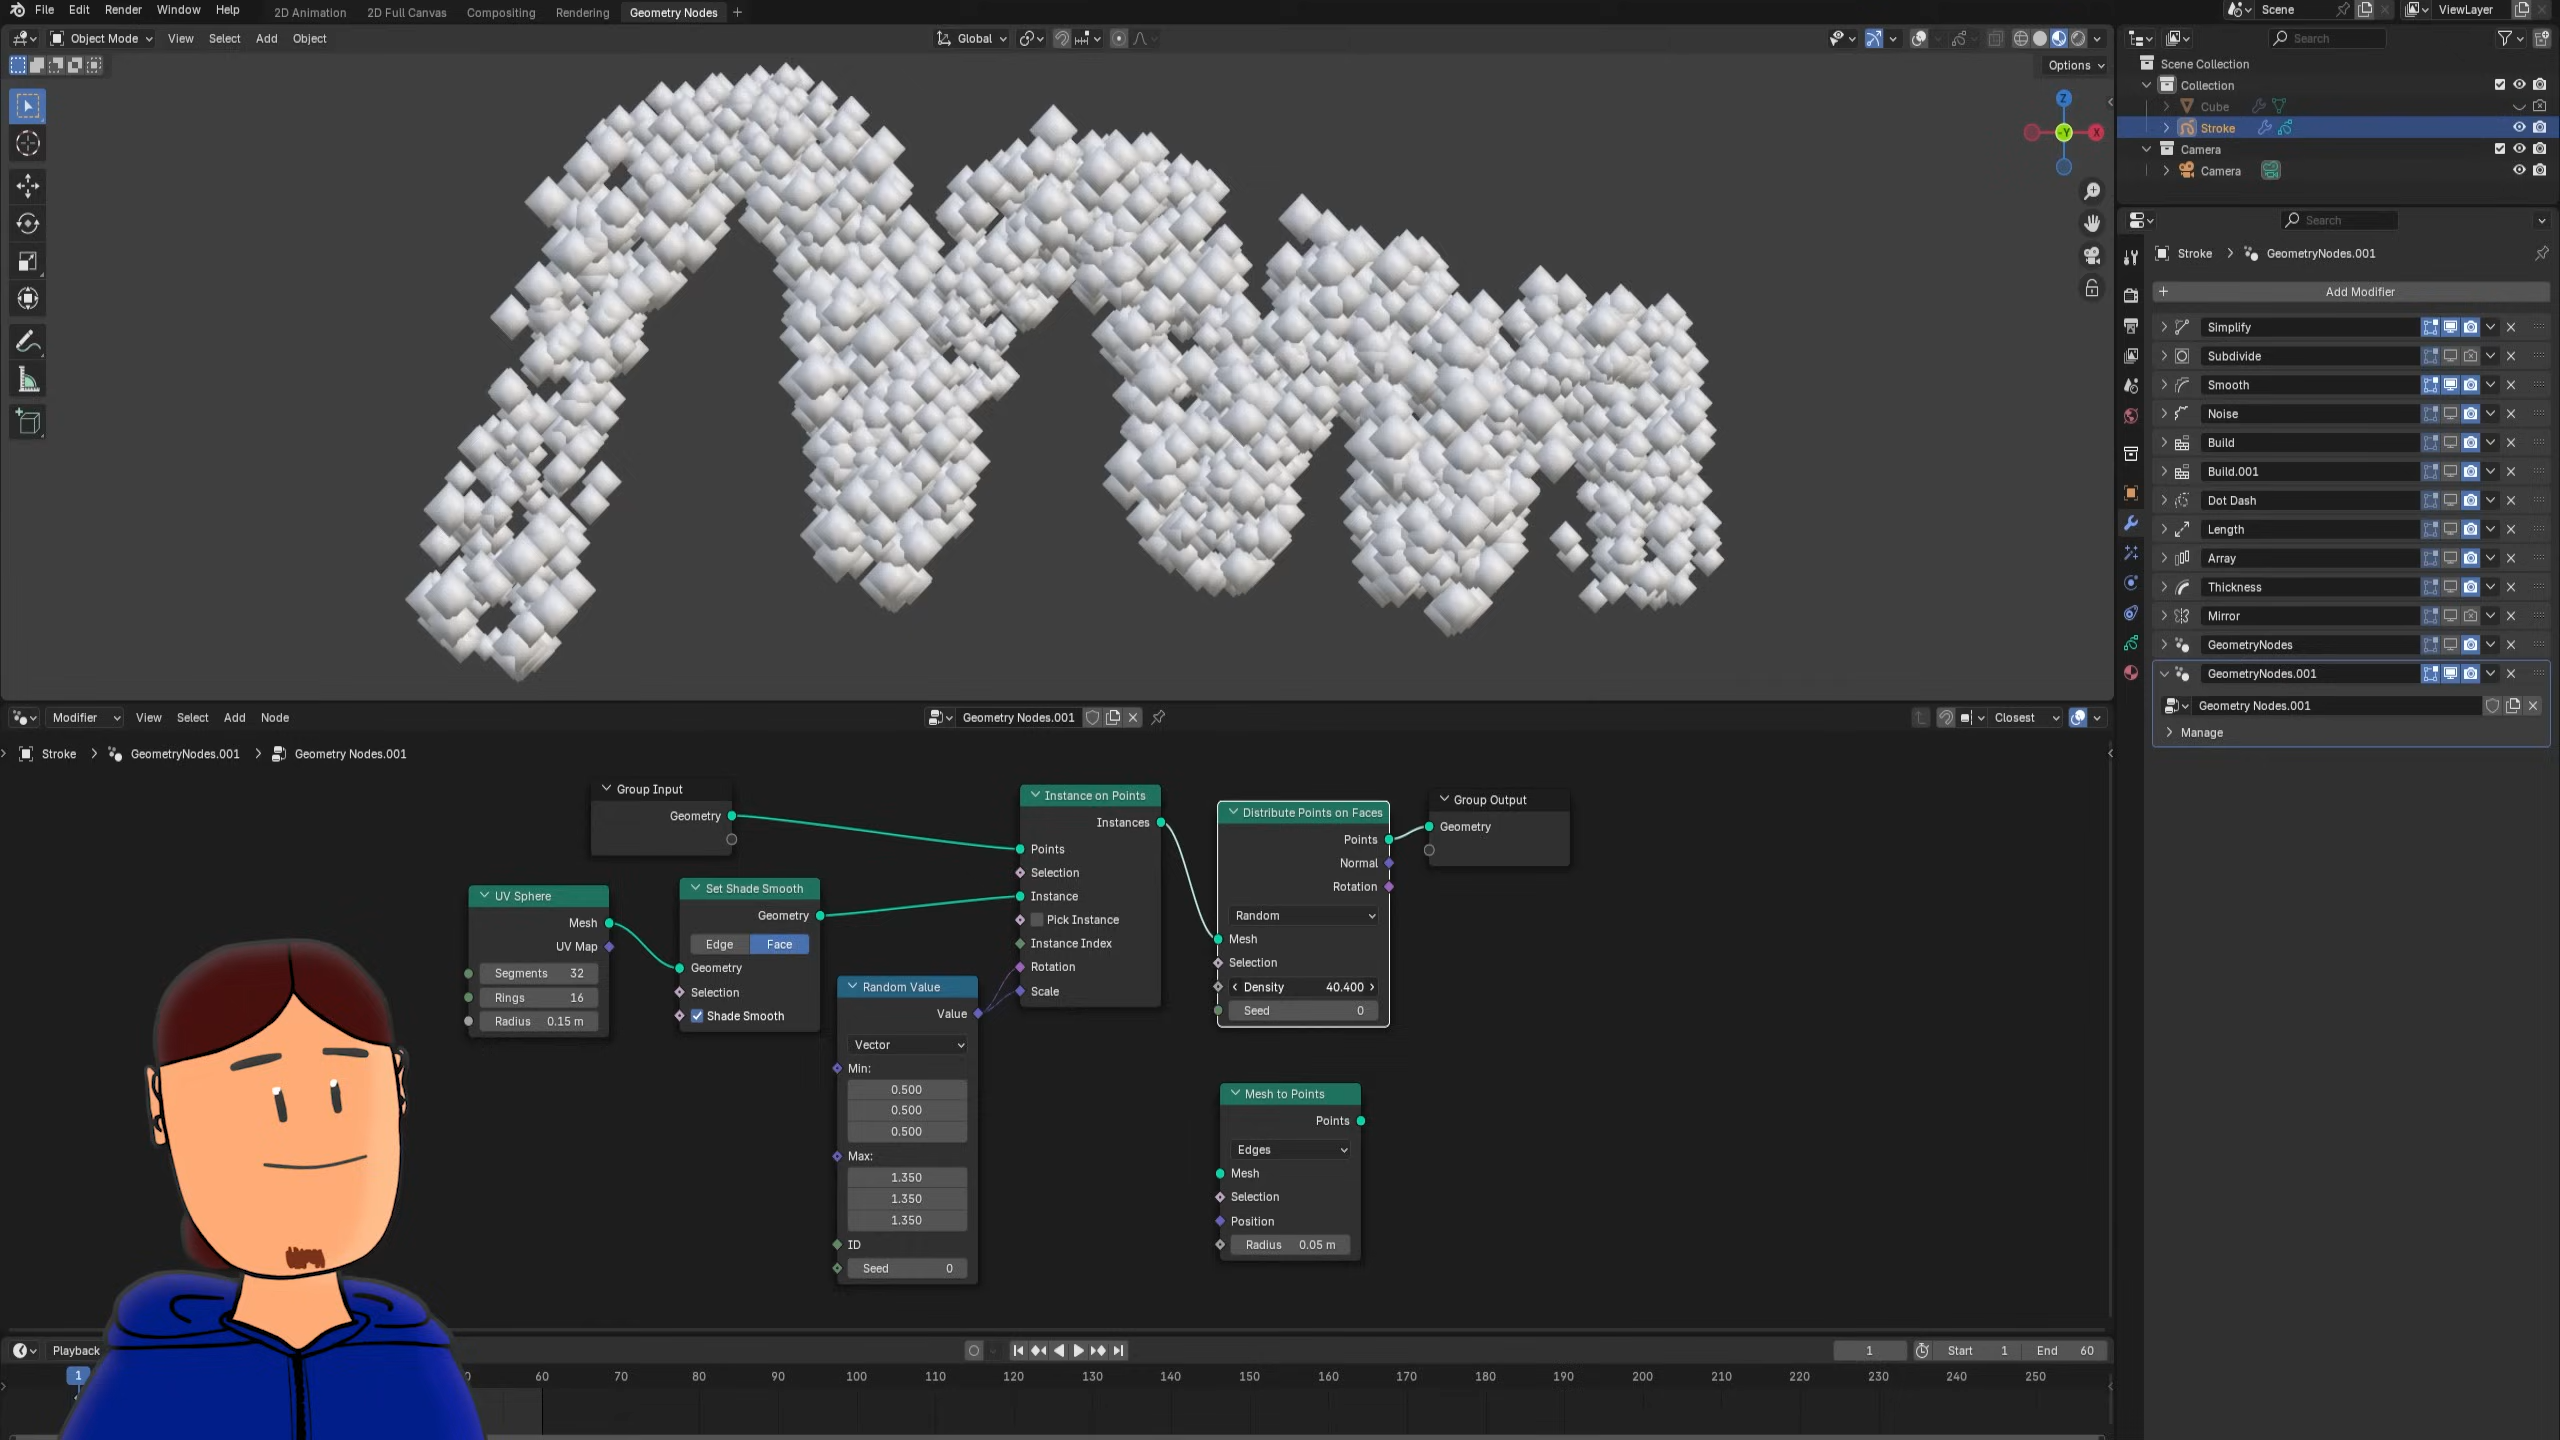 File Edit Render Window Help 2D Animation 2D Full Canvas Compositing Rendering Geometry Nodes + Scene ViewLayer
Object Mode View Select Add Object Global Search
Options
Z
-Y X
Scene Collection
Collection
Cube
Stroke
Camera
Camera
Search
Stroke > GeometryNodes.001
+ Add Modifier
Simplify
Subdivide
Smooth
Noise
Build
Build.001
Dot Dash
Length
Array
Thickness
Mirror
GeometryNodes
GeometryNodes.001
Geometry Nodes.001
Manage
Modifier View Select Add Node Geometry Nodes.001 Closest
Stroke > GeometryNodes.001 > Geometry Nodes.001
Group Input
Geometry
UV Sphere
Mesh
UV Map
Segments 32
Rings 16
Radius 0.15 m
Set Shade Smooth
Geometry
Edge Face
Geometry
Selection
Shade Smooth
Random Value
Value
Vector
Min:
0.500
0.500
0.500
Max:
1.350
1.350
1.350
ID
Seed 0
Instance on Points
Instances
Points
Selection
Instance
Pick Instance
Instance Index
Rotation
Scale
Distribute Points on Faces
Points
Normal
Rotation
Random
Mesh
Selection
Density 40.400
Seed 0
Group Output
Geometry
Mesh to Points
Points
Edges
Mesh
Selection
Position
Radius 0.05 m
Playback 1 Start 1 End 60
1 60 70 80 90 100 110 120 130 140 150 160 170 180 190 200 210 220 230 240 250